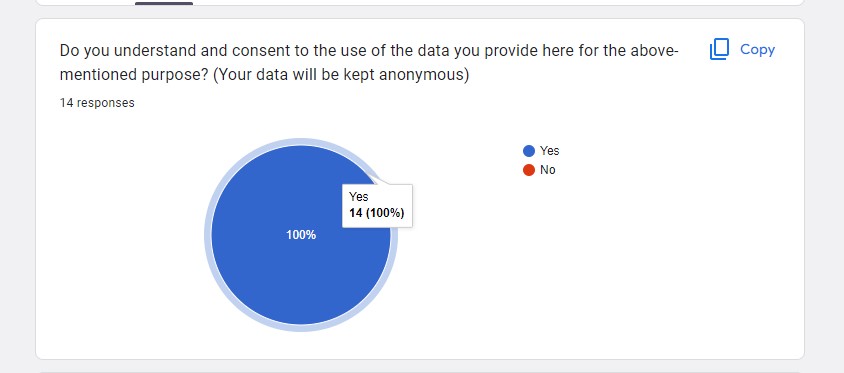 Do you understand and consent to the use of the data you provide here for the above-
mentioned purpose? (Your data will be kept anonymous)
Copy
14 responses
Yes
No
Yes
14 (100%)
100%